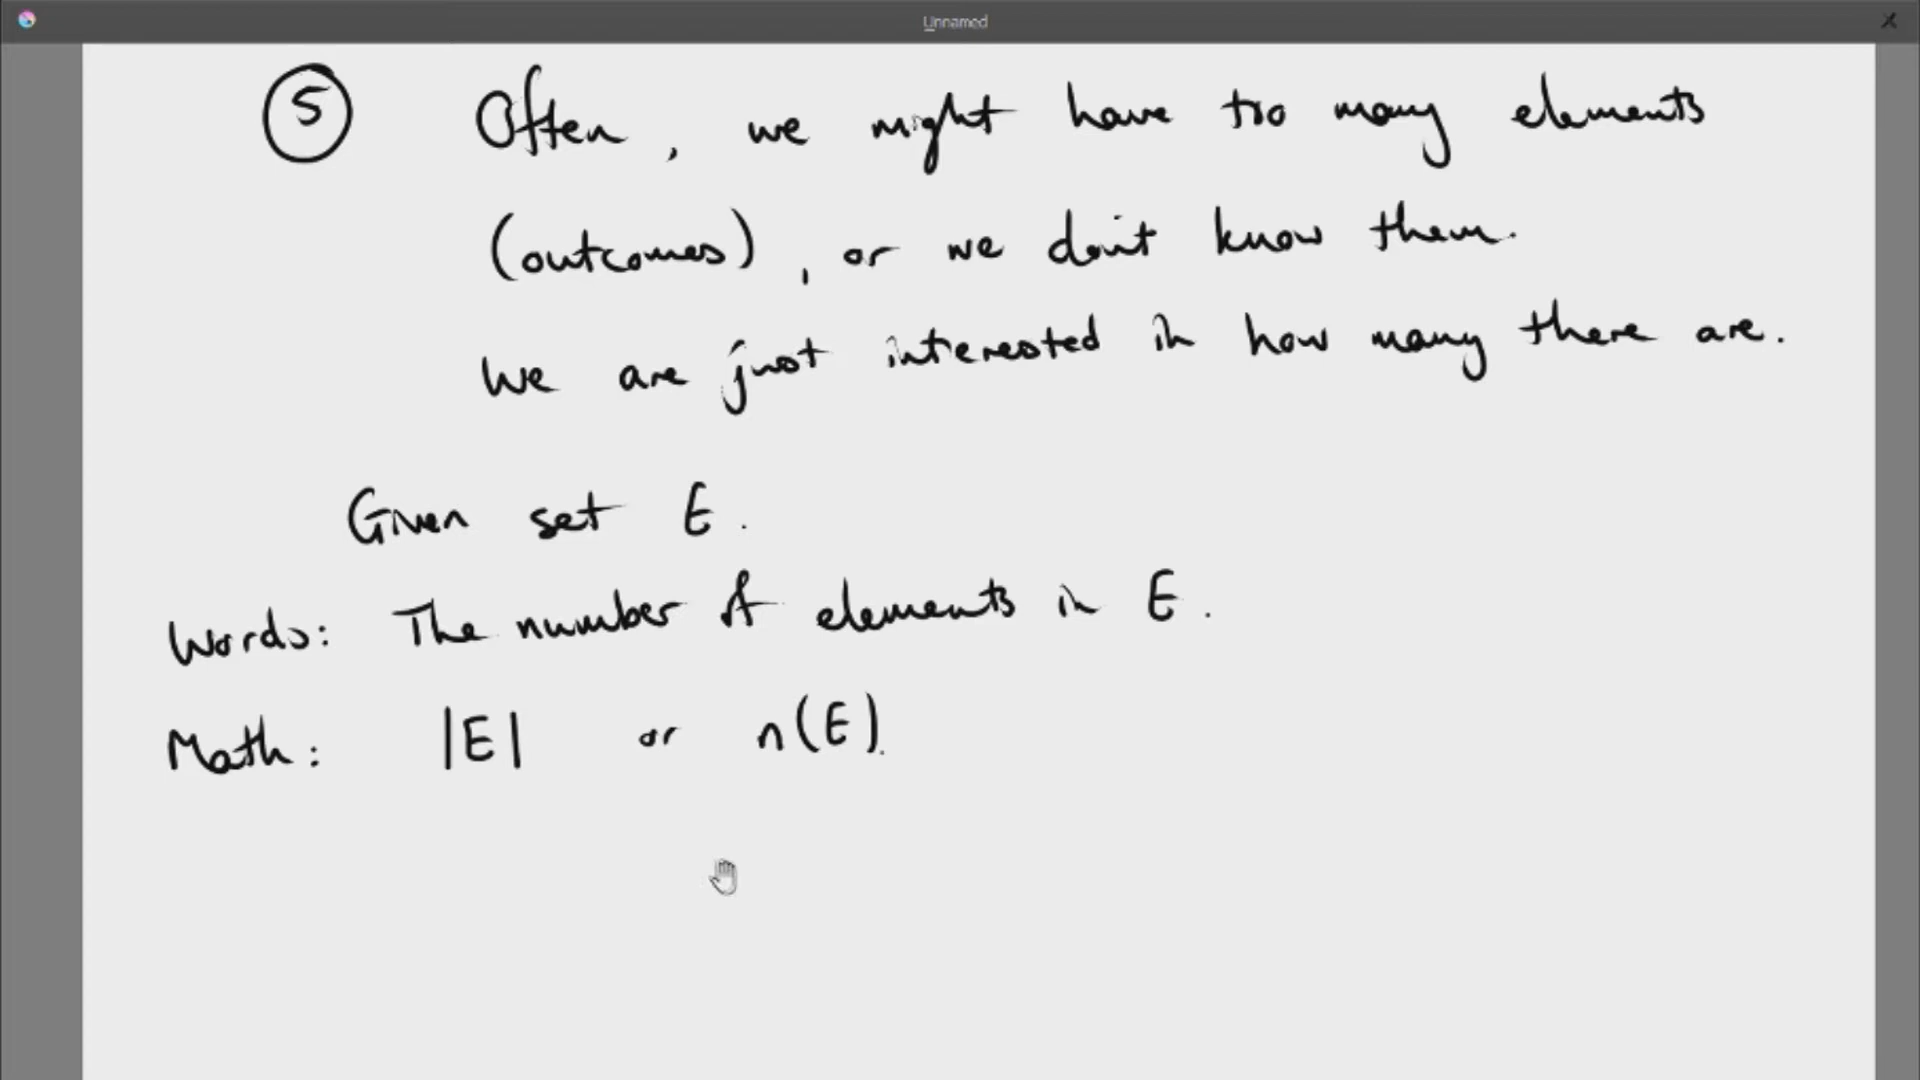 Unnamed
5 Often, we might have too many elements
(outcomes), or we don't know them.
We are just interested in how many there are.
Given set E.
Words: The number of elements in E.
Math: |E| or n(E).